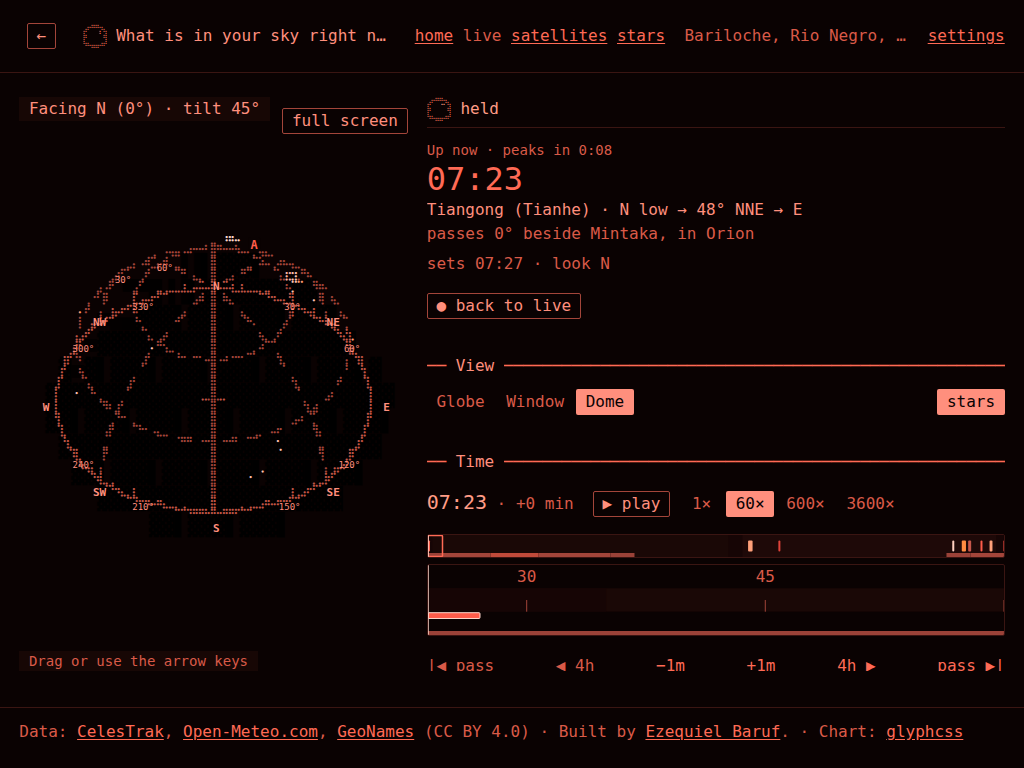 ← What is in your sky right n… home live satellites stars Bariloche, Rio Negro, … settings
Facing N (0°) · tilt 45°
full screen
A
60°
30°
N
330°
30°
NW
NE
300°
60°
W
E
240°
120°
SW
SE
210°
150°
S
Drag or use the arrow keys
held
Up now · peaks in 0:08
07:23
Tiangong (Tianhe) · N low → 48° NNE → E
passes 0° beside Mintaka, in Orion
sets 07:27 · look N
● back to live
View
Globe Window Dome stars
Time
07:23 · +0 min ▶ play 1× 60× 600× 3600×
30 45
|◀ pass ◀ 4h −1m +1m 4h ▶ pass ▶|
Data: CelesTrak, Open-Meteo.com, GeoNames (CC BY 4.0) · Built by Ezequiel Baruf. · Chart: glyphcss